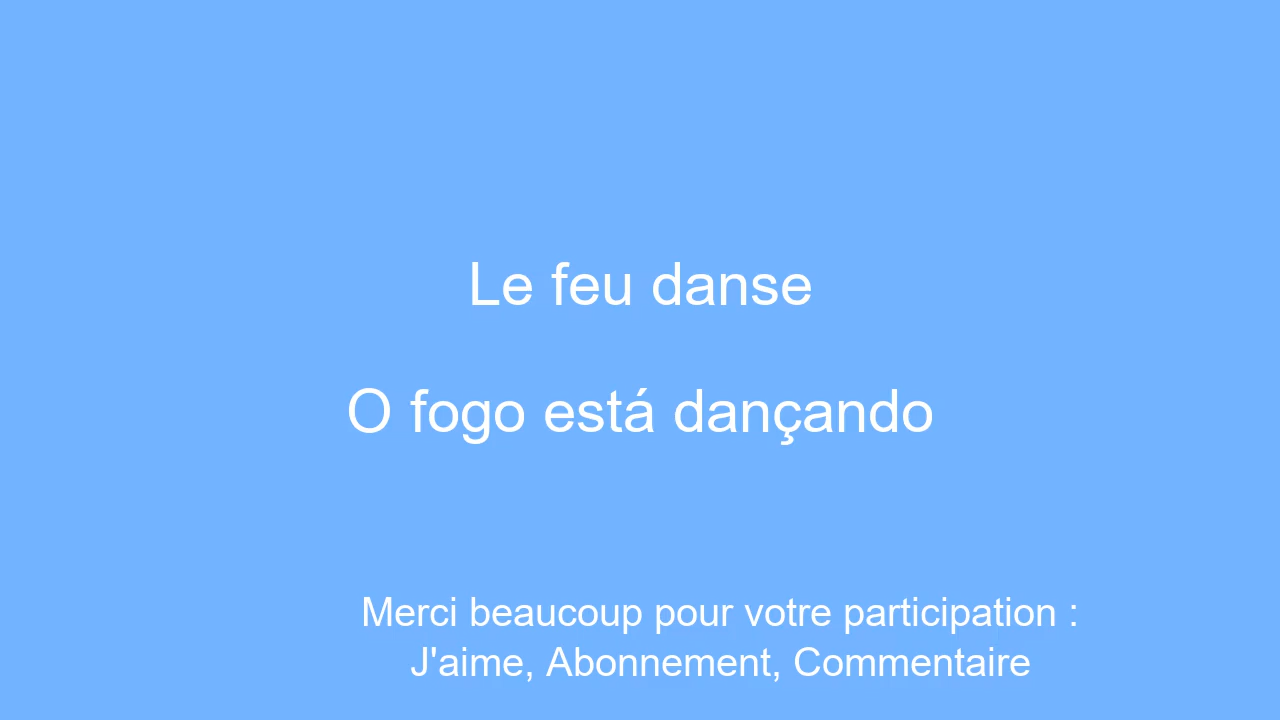 Le feu danse
O fogo está dançando
Merci beaucoup pour votre participation :
J'aime, Abonnement, Commentaire